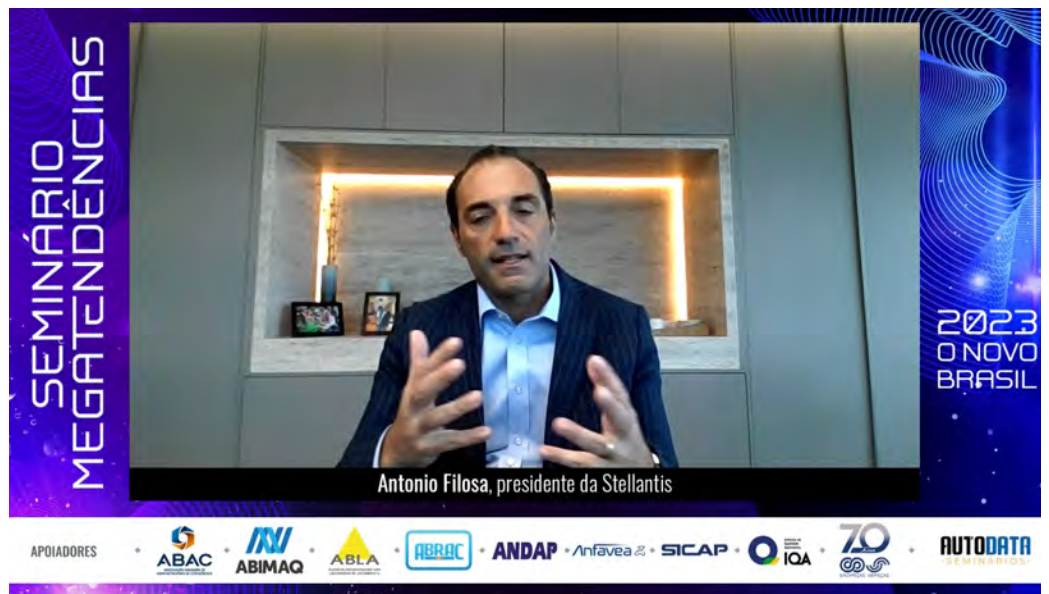 SEMINÁRIO
MEGATENDÊNCIAS
2023
O NOVO
BRASIL
Antonio Filosa, presidente da Stellantis
APOIADORES
ABAC
ABIMAQ
ABLA
ABRAC
ANDAP
Anfavea
SICAP
IQA
70
AUTODATA
SEMINÁRIOS